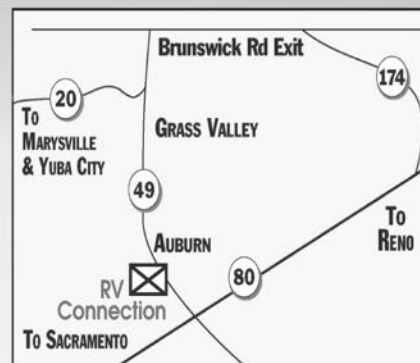 Brunswick Rd Exit
174
20
To
Marysville
& Yuba City
Grass Valley
49
To
Reno
Auburn
80
RV
Connection
To Sacramento